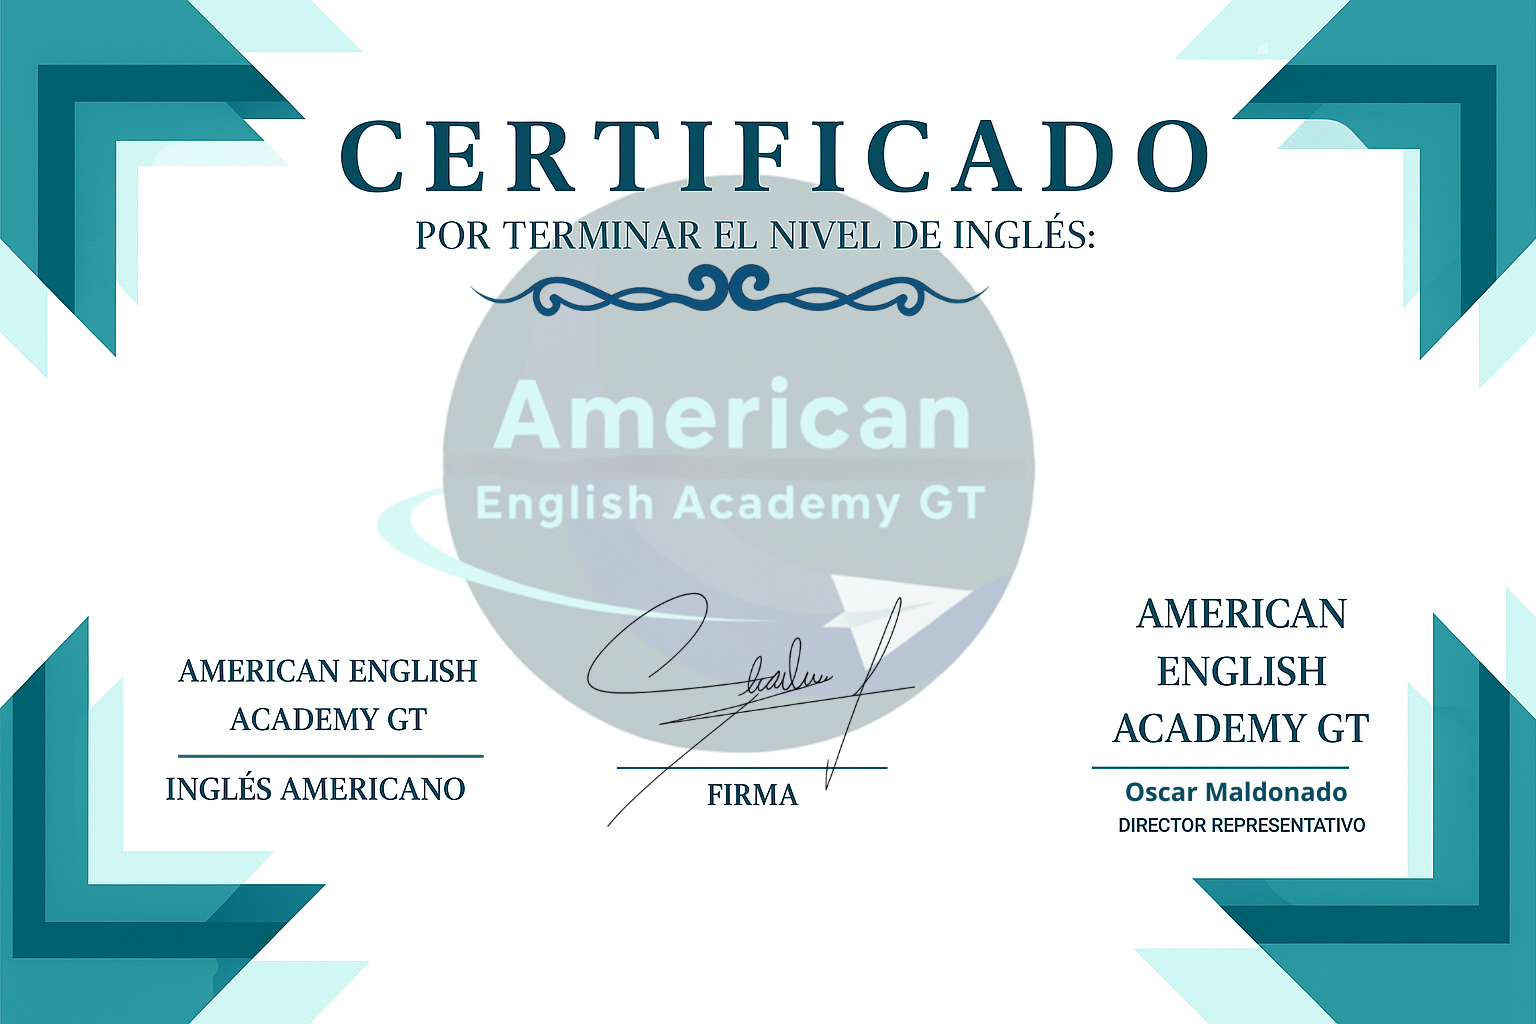 CERTIFICADO
POR TERMINAR EL NIVEL DE INGLÉS:
American
English Academy GT
AMERICAN ENGLISH
ACADEMY GT
INGLÉS AMERICANO
FIRMA
AMERICAN
ENGLISH
ACADEMY GT
Oscar Maldonado
DIRECTOR REPRESENTATIVO